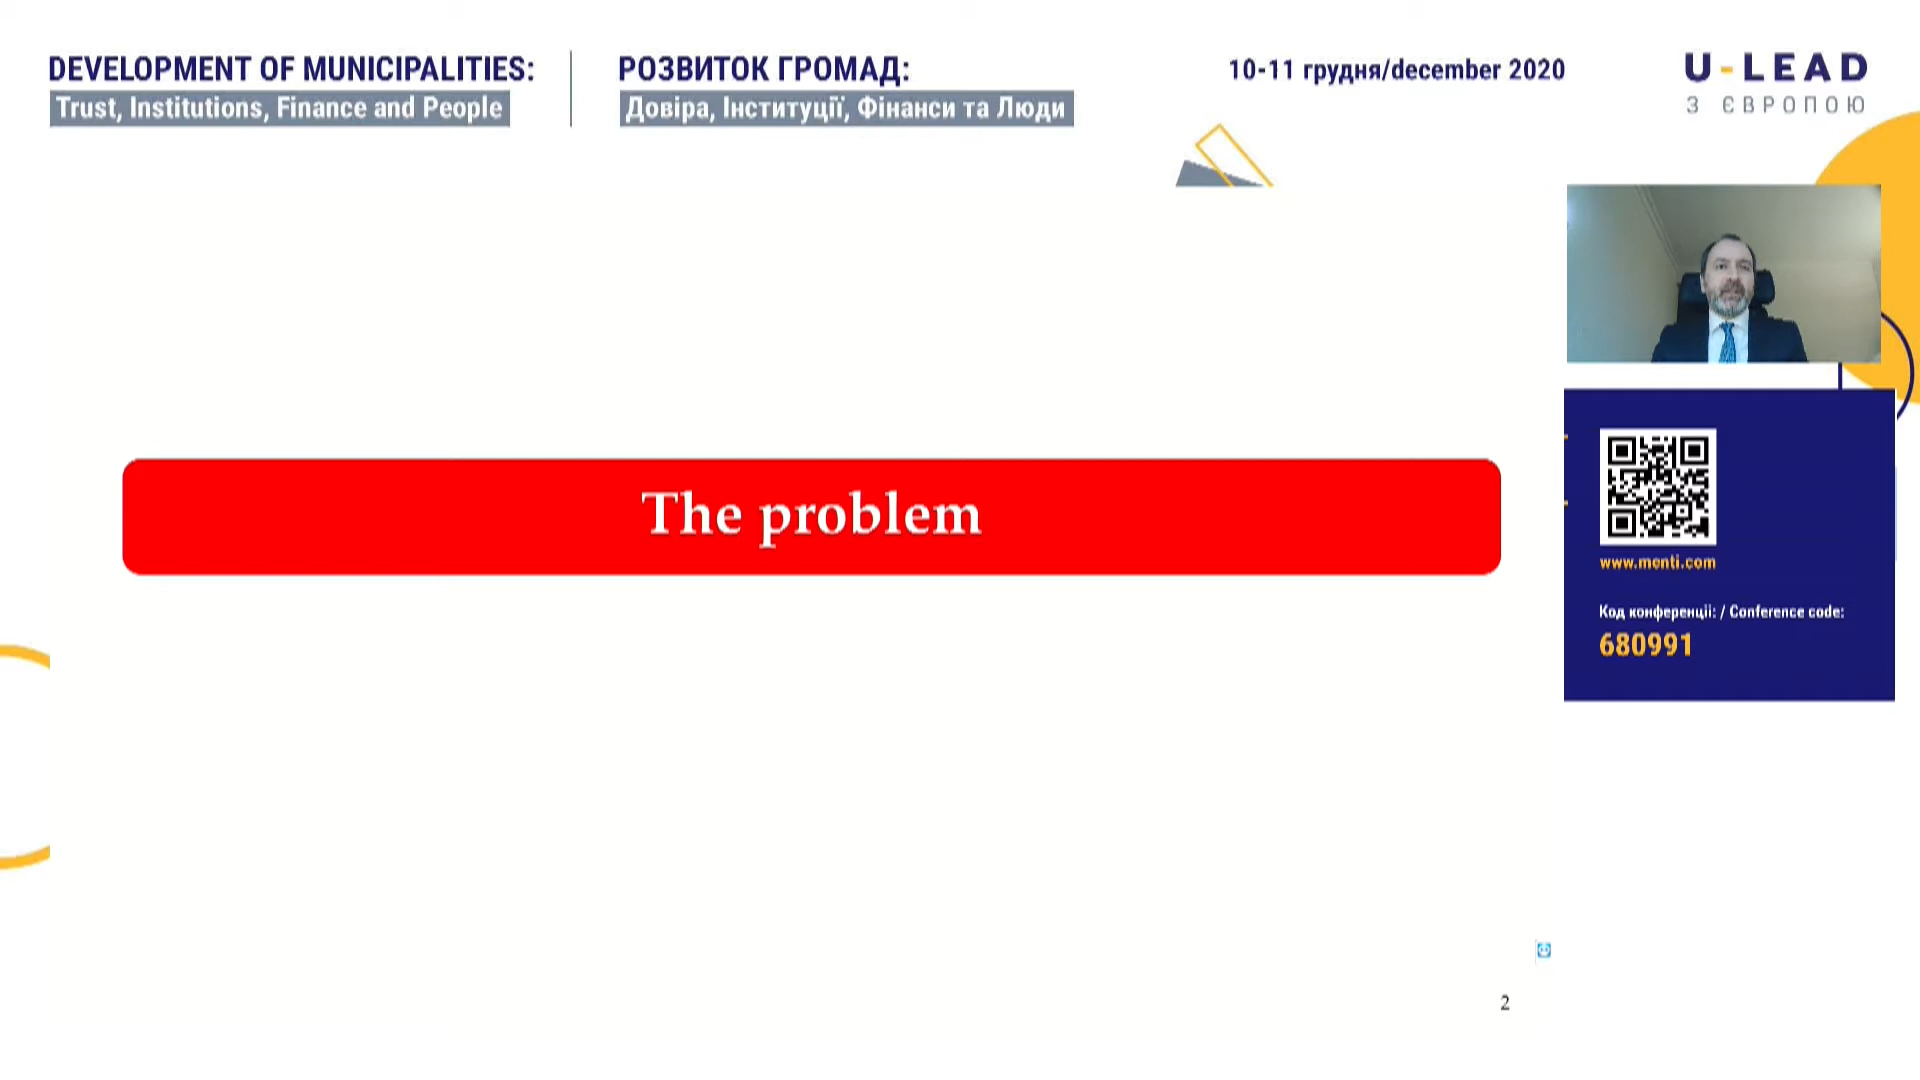 DEVELOPMENT OF MUNICIPALITIES:
Trust, Institutions, Finance and People
РОЗВИТОК ГРОМАД:
Довіра, Інституції, Фінанси та Люди
10-11 грудня/december 2020
U-LEAD
З ЄВРОПОЮ
The problem
www.menti.com
Код конференції: / Conference code:
680991
2